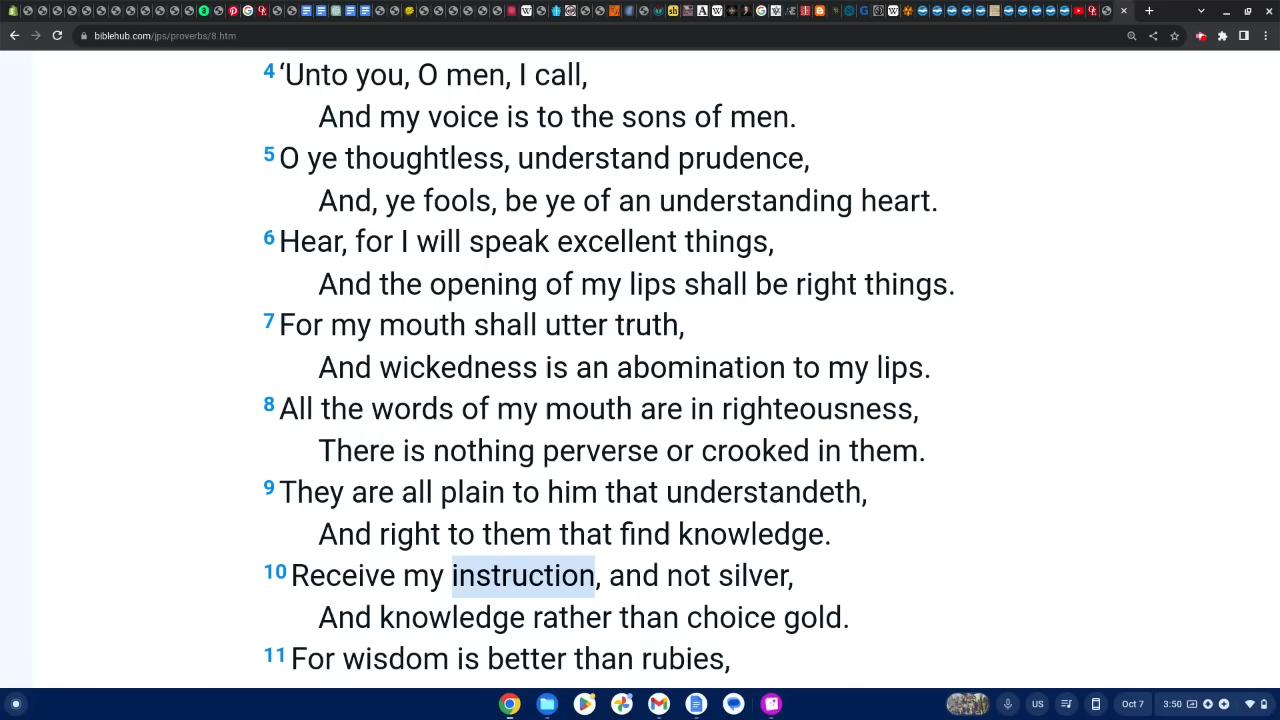 biblehub.com/jps/proverbs/8.htm
4 ‘Unto you, O men, I call,
And my voice is to the sons of men.
5 O ye thoughtless, understand prudence,
And, ye fools, be ye of an understanding heart.
6 Hear, for I will speak excellent things,
And the opening of my lips shall be right things.
7 For my mouth shall utter truth,
And wickedness is an abomination to my lips.
8 All the words of my mouth are in righteousness,
There is nothing perverse or crooked in them.
9 They are all plain to him that understandeth,
And right to them that find knowledge.
10 Receive my instruction, and not silver,
And knowledge rather than choice gold.
11 For wisdom is better than rubies,
US Oct 7 3:50